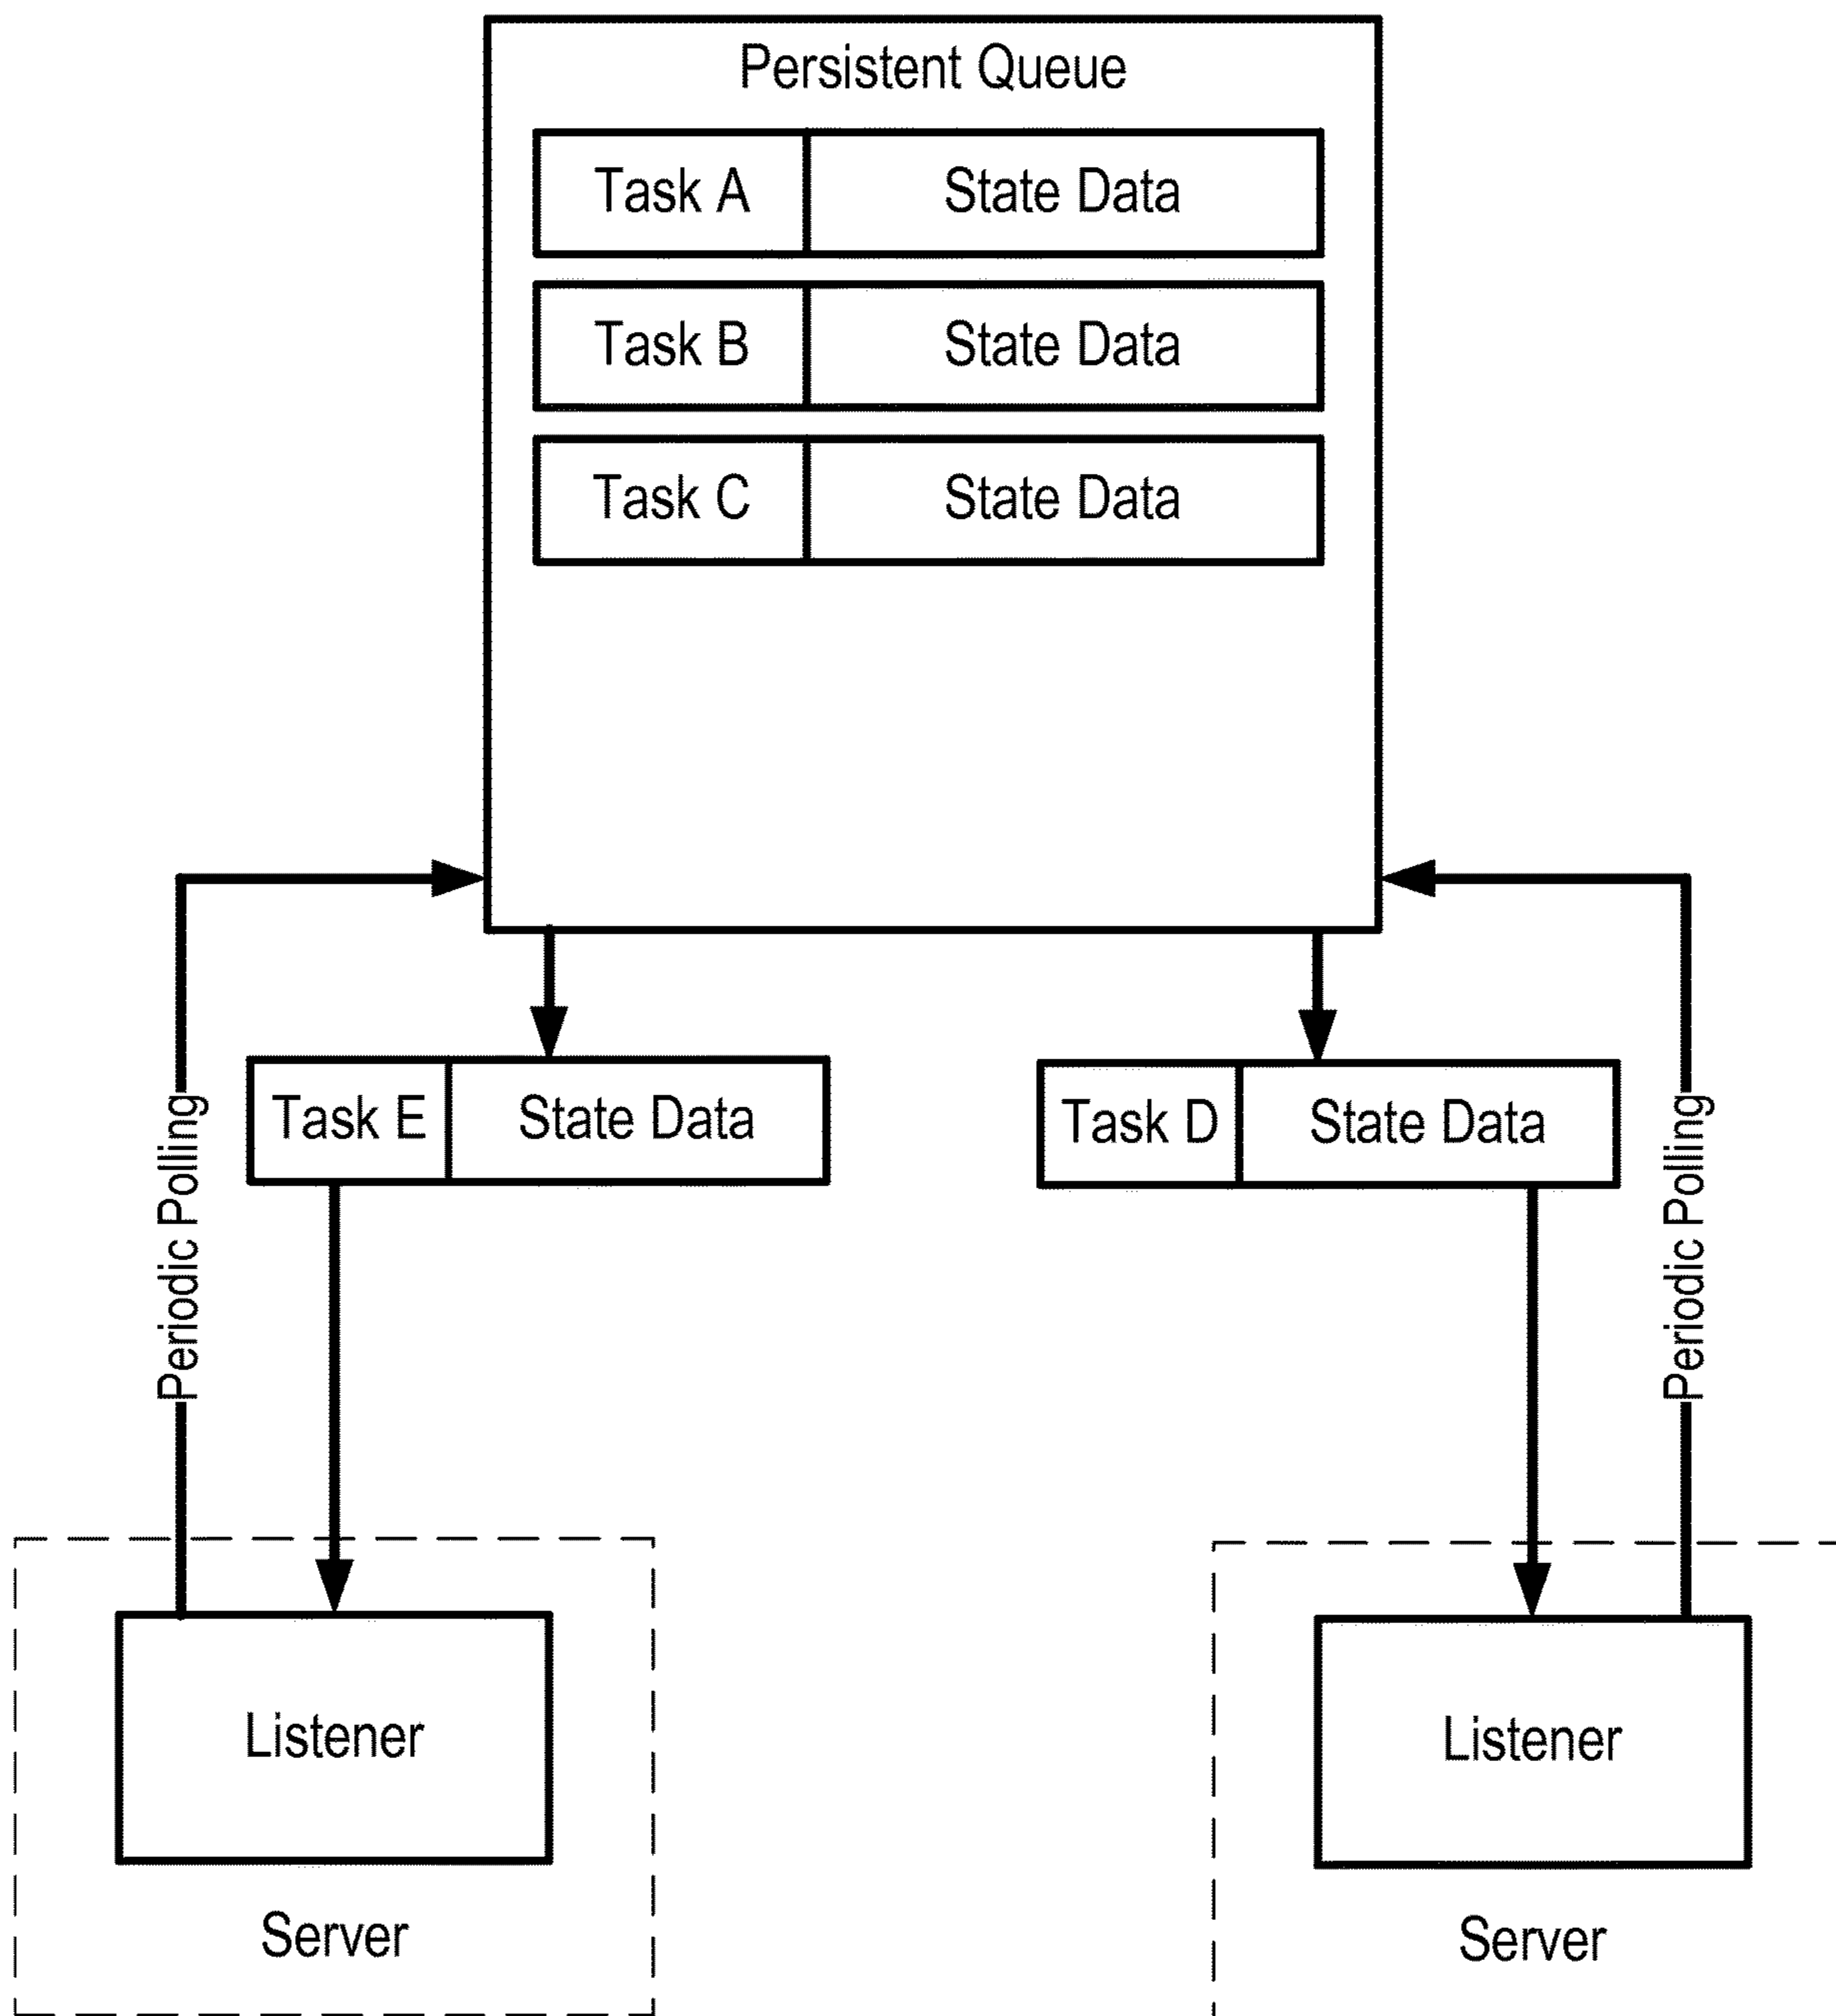 Persistent Queue
Task A State Data
Task B State Data
Task C State Data
Task E State Data
Task D State Data
Periodic Polling
Periodic Polling
Listener
Listener
Server
Server